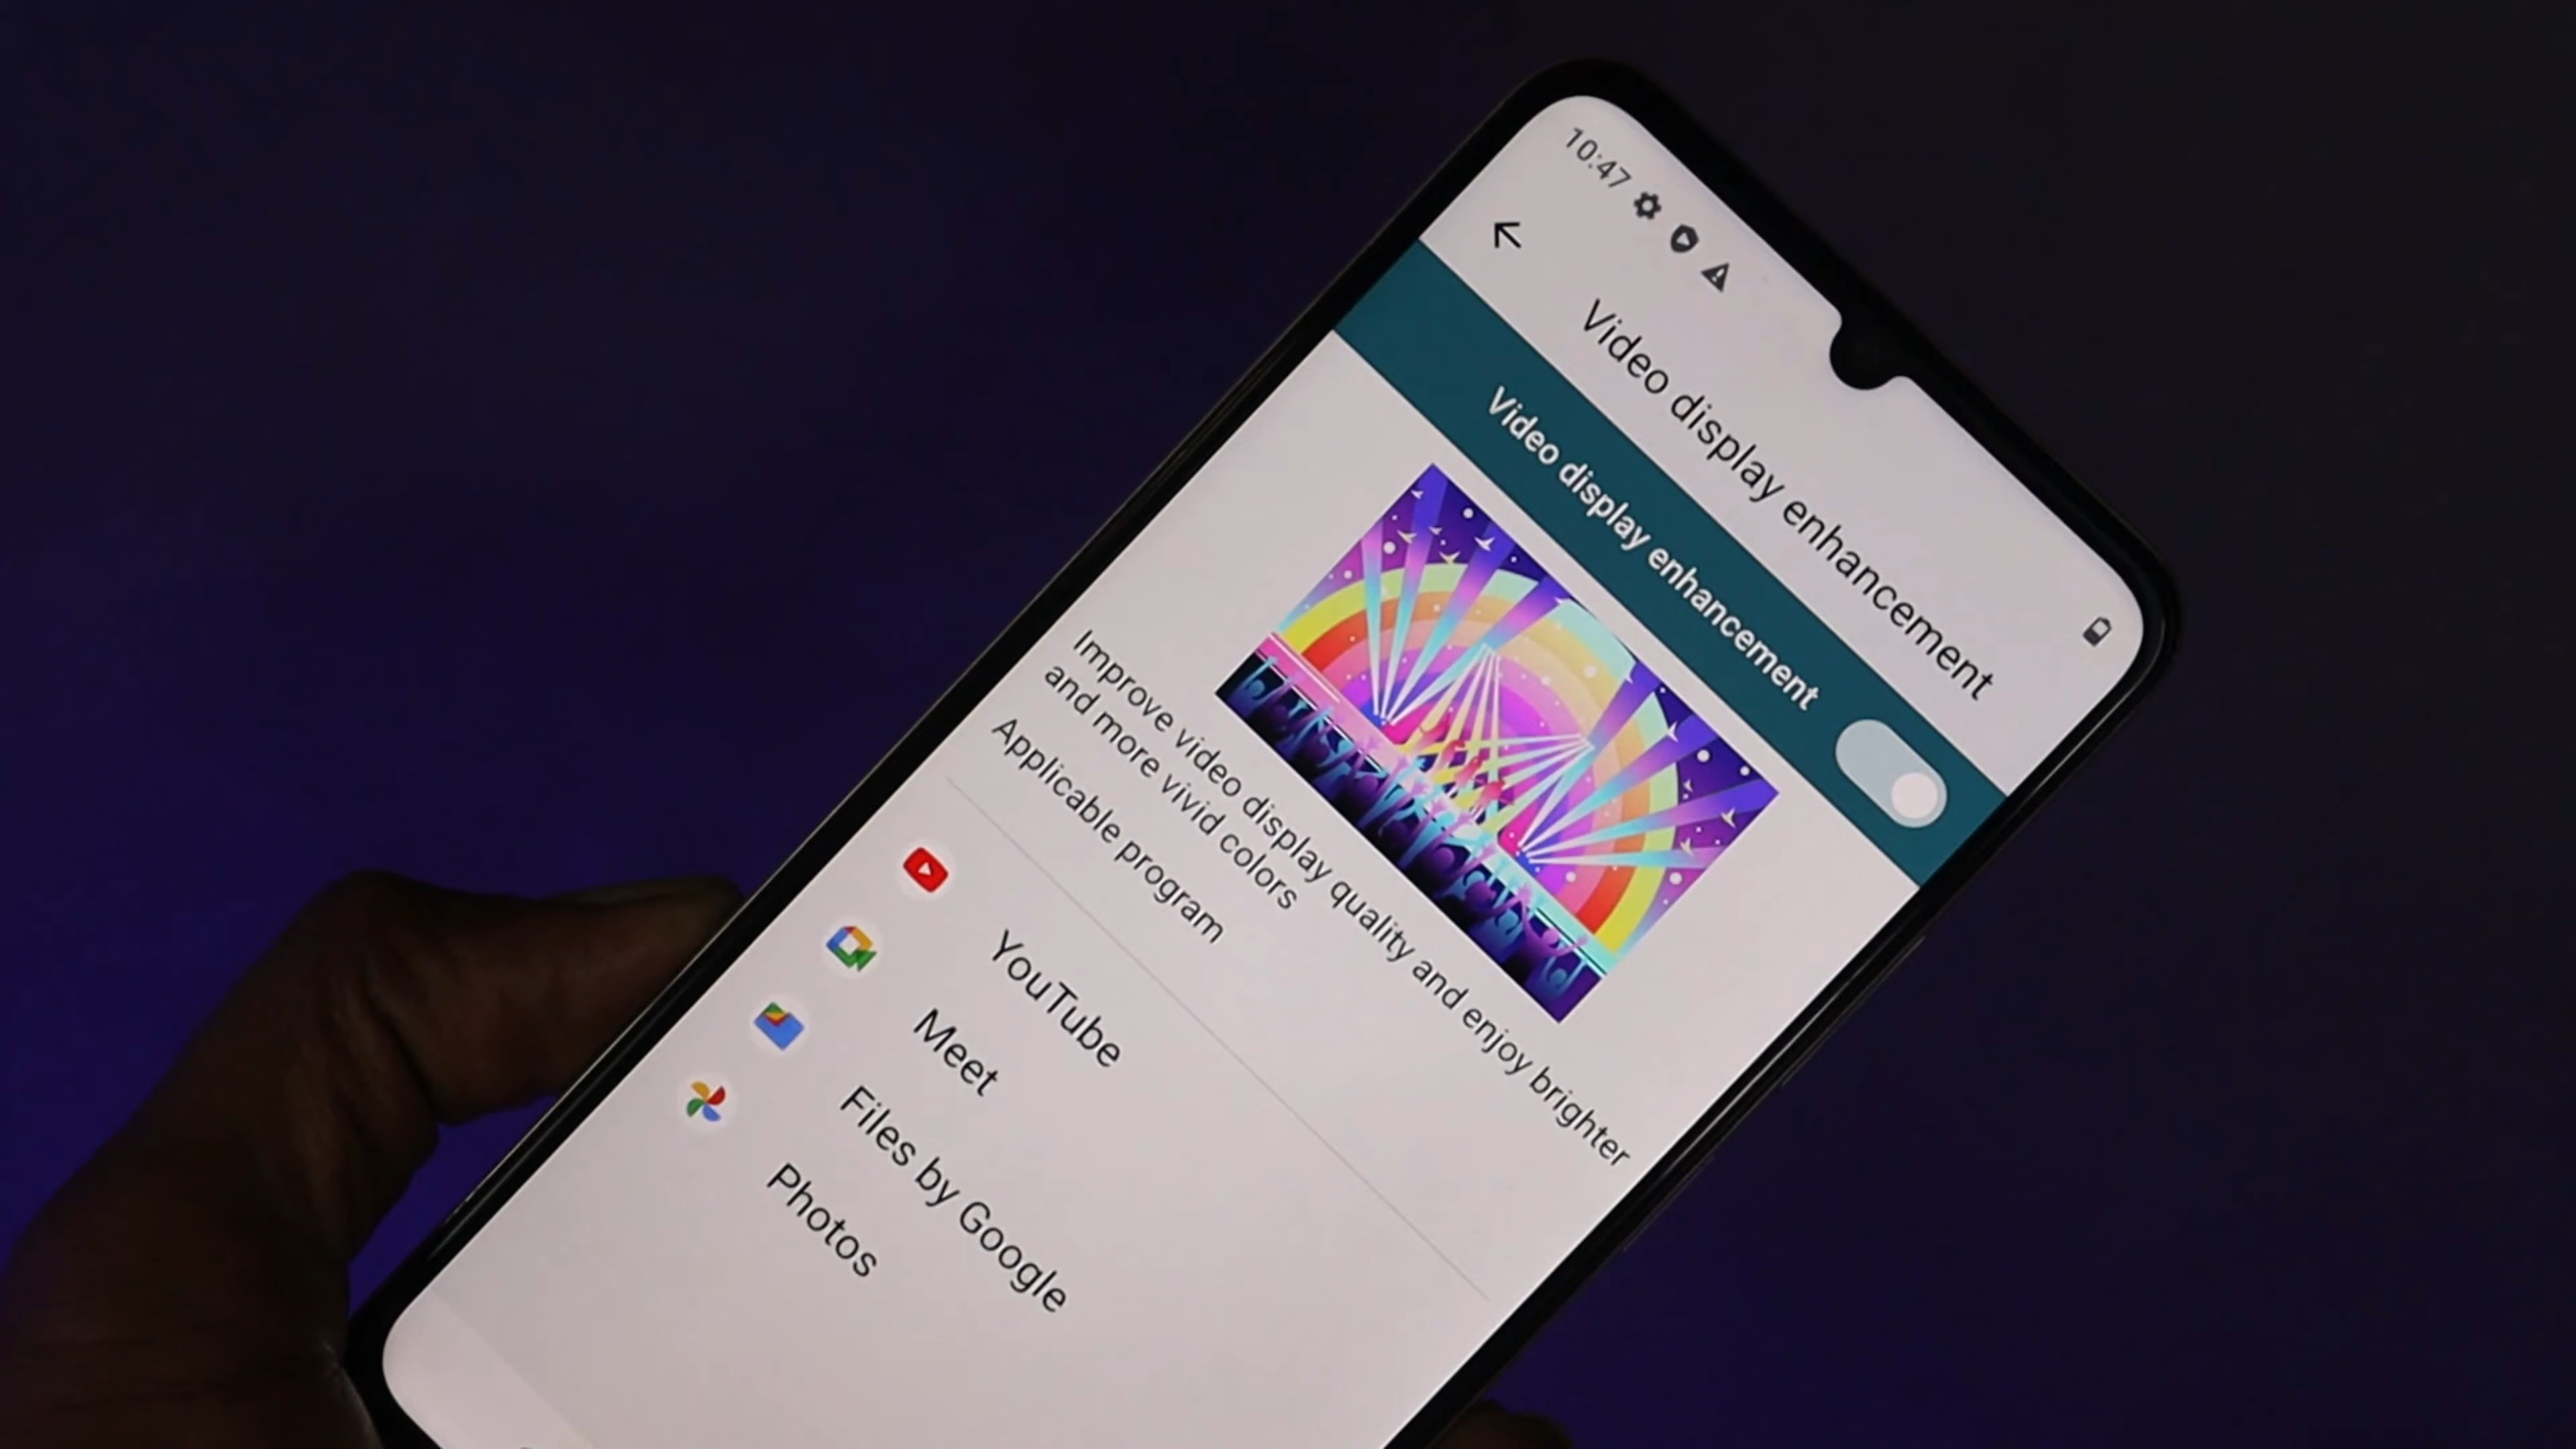 10:47
Video display enhancement
Video display enhancement
Improve video display quality and enjoy brighter
and more vivid colors
Applicable program
YouTube
Meet
Files by Google
Photos